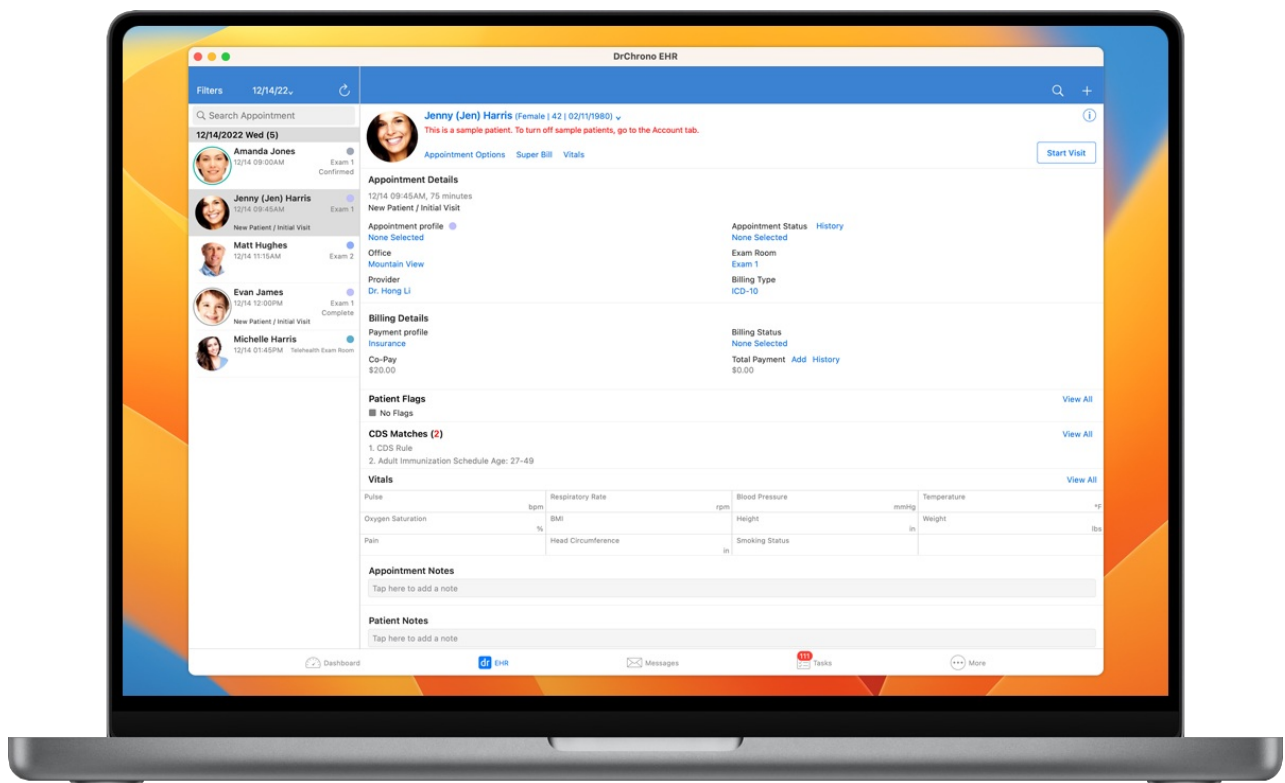 DrChrono EHR
Filters 12/14/22
Search Appointment
12/14/2022 Wed (5)
Amanda Jones
12/14 09:00AM Exam 1
Confirmed
Jenny (Jen) Harris
12/14 09:45AM Exam 1
New Patient / Initial Visit
Matt Hughes
12/14 11:15AM Exam 2
Evan James
12/14 12:00PM Exam 1
Complete
New Patient / Initial Visit
Michelle Harris
12/14 01:45PM Telehealth Exam Room
Jenny (Jen) Harris (Female | 42 | 02/11/1980)
This is a sample patient. To turn off sample patients, go to the Account tab.
Appointment Options Super Bill Vitals
Start Visit
Appointment Details
12/14 09:45AM, 75 minutes
New Patient / Initial Visit
Appointment profile
None Selected
Appointment Status History
None Selected
Office
Mountain View
Exam Room
Exam 1
Provider
Dr. Hong Li
Billing Type
ICD-10
Billing Details
Payment profile
Insurance
Billing Status
None Selected
Co-Pay
$20.00
Total Payment Add History
$0.00
Patient Flags View All
No Flags
CDS Matches (2) View All
1. CDS Rule
2. Adult Immunization Schedule Age: 27-49
Vitals View All
Pulse bpm Respiratory Rate rpm Blood Pressure mmHg Temperature °F
Oxygen Saturation % BMI Height in Weight lbs
Pain Head Circumference in Smoking Status
Appointment Notes
Tap here to add a note
Patient Notes
Tap here to add a note
Dashboard dr EHR Messages 111 Tasks More